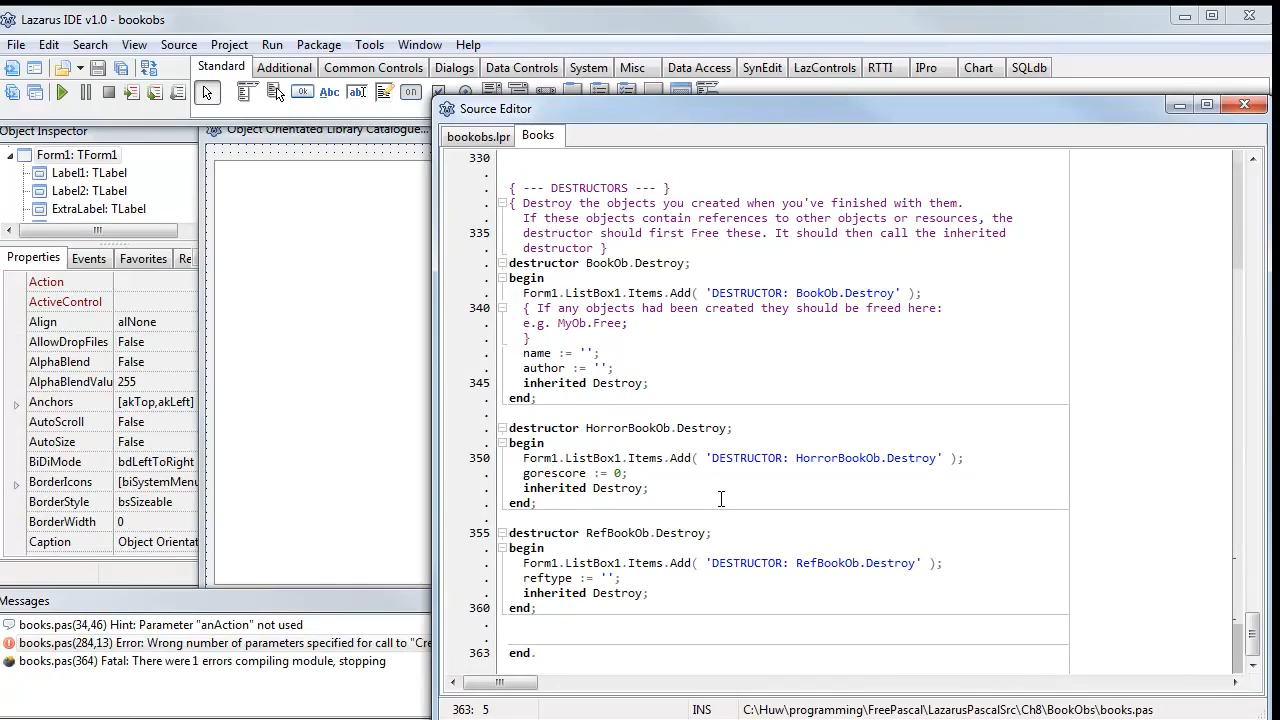 Lazarus IDE v1.0 - bookobs
File Edit Search View Source Project Run Package Tools Window Help
Standard Additional Common Controls Dialogs Data Controls System Misc Data Access SynEdit LazControls RTTI IPro Chart SQLdb
Ok Abc ab on
Object Inspector
Form1: TForm1
Label1: TLabel
Label2: TLabel
ExtraLabel: TLabel
Properties Events Favorites Re
Action
ActiveControl
Align alNone
AllowDropFiles False
AlphaBlend False
AlphaBlendValu 255
Anchors [akTop,akLeft]
AutoScroll False
AutoSize False
BiDiMode bdLeftToRight
BorderIcons [biSystemMenu
BorderStyle bsSizeable
BorderWidth 0
Caption Object Orientat
Object Orientated Library Catalogue...
Source Editor
bookobs.lpr Books
330
{ --- DESTRUCTORS --- }
{ Destroy the objects you created when you've finished with them.
If these objects contain references to other objects or resources, the
335 destructor should first Free these. It should then call the inherited
destructor }
destructor BookOb.Destroy;
begin
Form1.ListBox1.Items.Add( 'DESTRUCTOR: BookOb.Destroy' );
340 { If any objects had been created they should be freed here:
e.g. MyOb.Free;
}
name := '';
author := '';
345 inherited Destroy;
end;
destructor HorrorBookOb.Destroy;
begin
350 Form1.ListBox1.Items.Add( 'DESTRUCTOR: HorrorBookOb.Destroy' );
gorescore := 0;
inherited Destroy;
end;
355 destructor RefBookOb.Destroy;
begin
Form1.ListBox1.Items.Add( 'DESTRUCTOR: RefBookOb.Destroy' );
reftype := '';
inherited Destroy;
360 end;
363 end.
363: 5 INS C:\Huw\programming\FreePascal\LazarusPascalSrc\Ch8\BookObs\books.pas
Messages
books.pas(34,46) Hint: Parameter "anAction" not used
books.pas(284,13) Error: Wrong number of parameters specified for call to "Cre
books.pas(364) Fatal: There were 1 errors compiling module, stopping